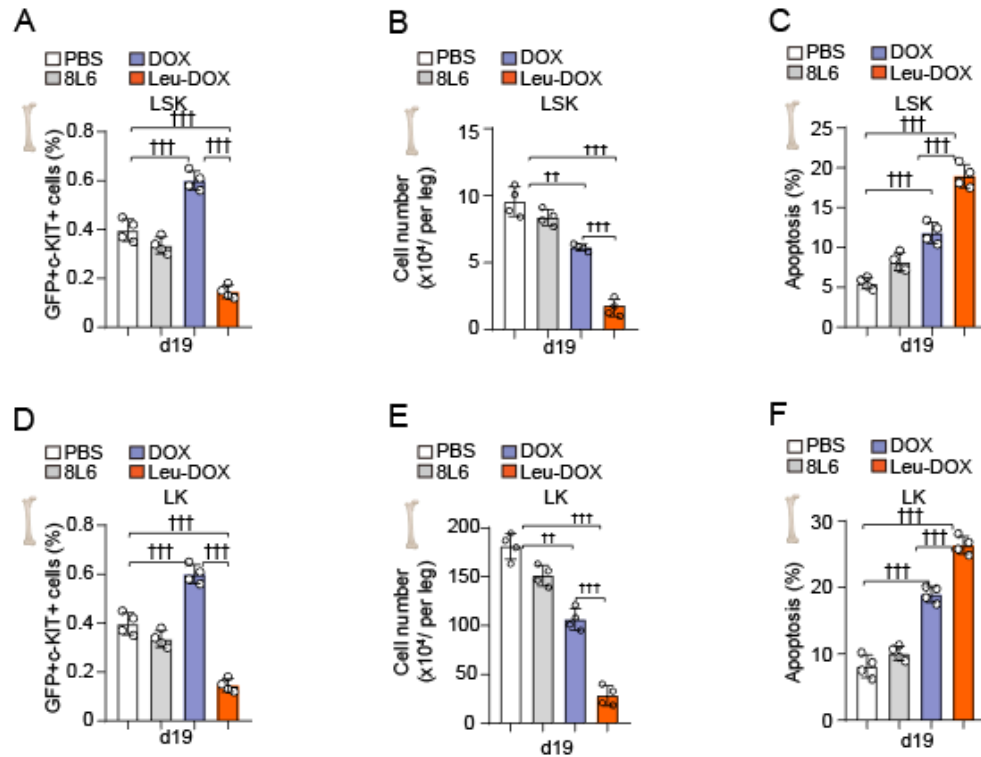 A
PBS DOX
8L6 Leu-DOX
LSK
†††
††† †††
GFP+c-KIT+ cells (%)
0.8
0.6
0.4
0.2
0
d19
B
PBS DOX
8L6 Leu-DOX
LSK
†††
††
†††
Cell number
(x10⁴/ per leg)
15
10
5
0
d19
C
PBS DOX
8L6 Leu-DOX
LSK
†††
†††
†††
Apoptosis (%)
25
20
15
10
5
0
D
PBS DOX
8L6 Leu-DOX
LK
†††
††† †††
GFP+c-KIT+ cells (%)
0.8
0.6
0.4
0.2
0
d19
E
PBS DOX
8L6 Leu-DOX
LK
†††
††
†††
Cell number
(x10⁴/ per leg)
200
150
100
50
0
d19
F
PBS DOX
8L6 Leu-DOX
LK
†††
†††
†††
Apoptosis (%)
30
20
10
0